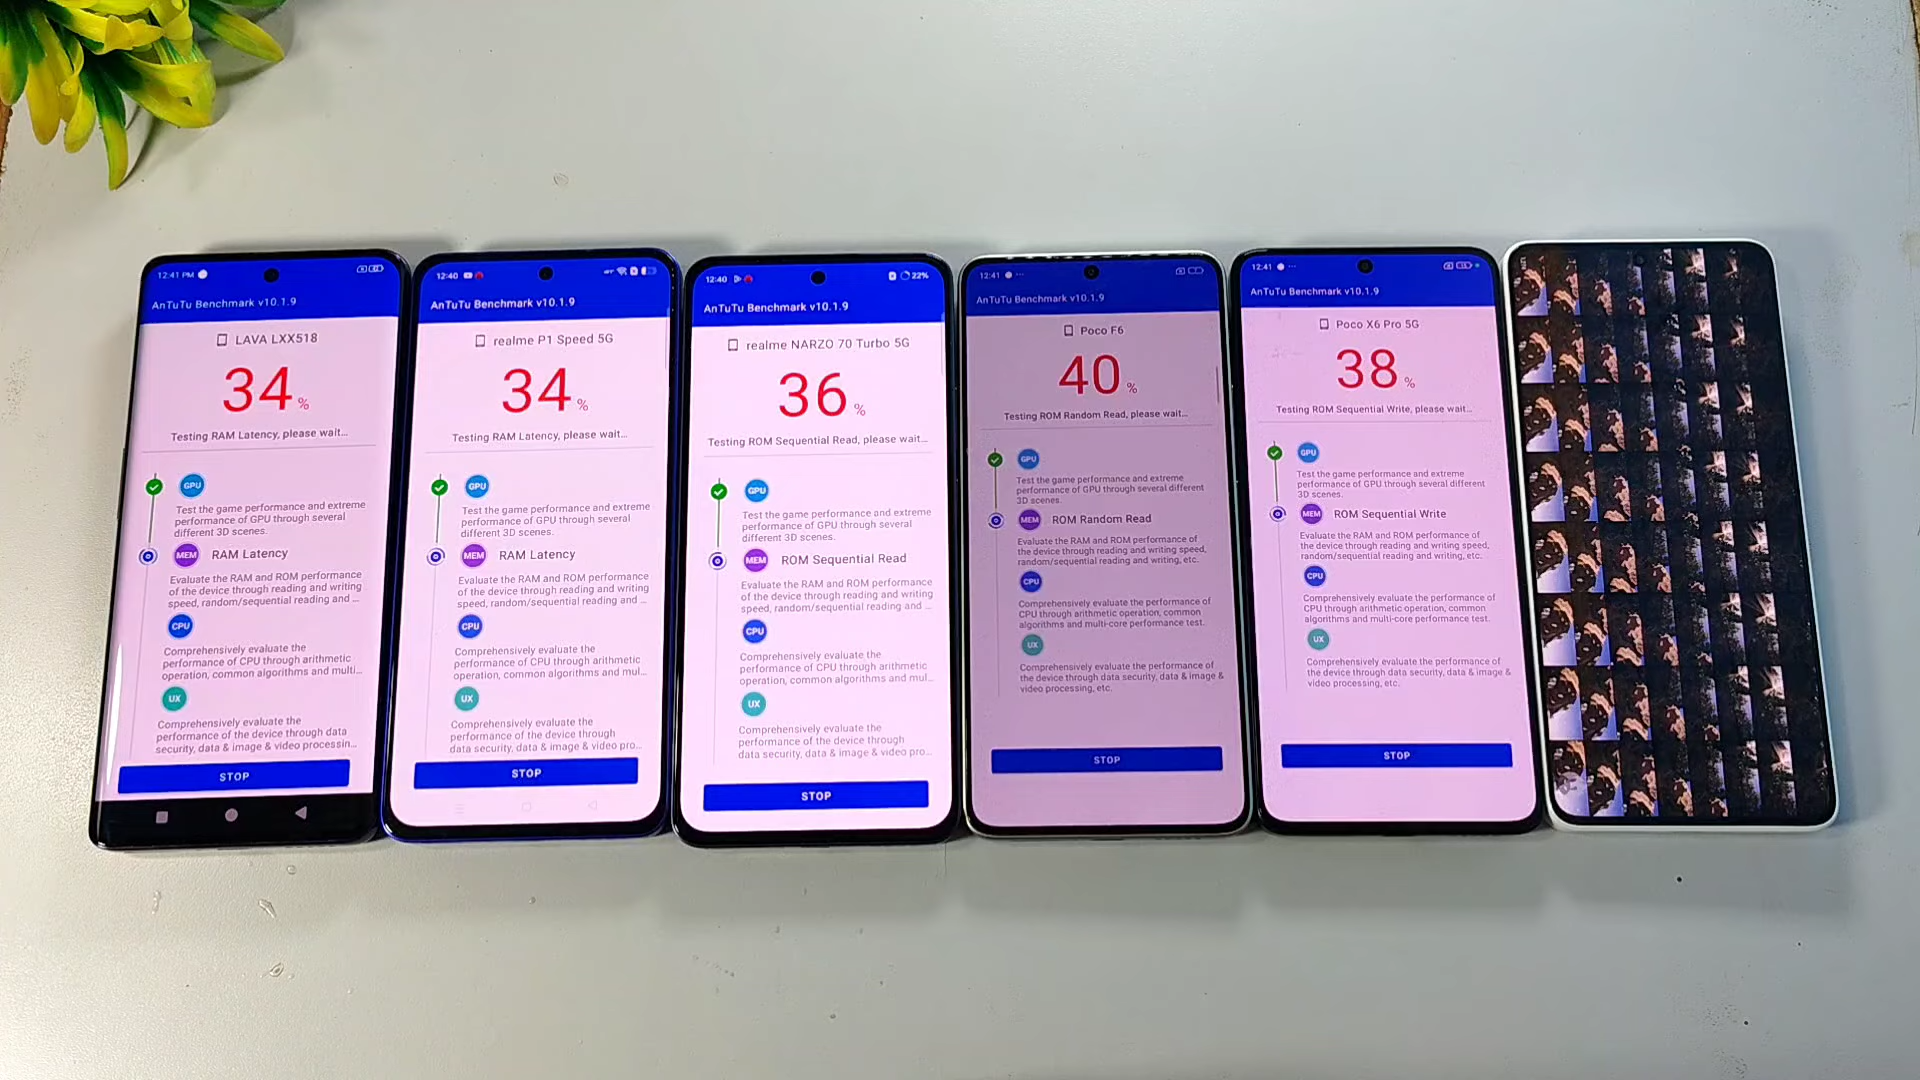 12:41 PM
AnTuTu Benchmark v10.1.9
LAVA LXX518
34%
Testing RAM Latency, please wait...
GPU
Test the game performance and extreme
performance of GPU through several
different 3D scenes.
MEM RAM Latency
Evaluate the RAM and ROM performance
of the device through reading and writing
speed, random/sequential reading and ...
CPU
Comprehensively evaluate the
performance of CPU through arithmetic
operation, common algorithms and multi...
UX
Comprehensively evaluate the
performance of the device through data
security, data & image & video processin...
STOP
12:40
AnTuTu Benchmark v10.1.9
realme P1 Speed 5G
34%
Testing RAM Latency, please wait...
GPU
Test the game performance and extreme
performance of GPU through several
different 3D scenes.
MEM RAM Latency
Evaluate the RAM and ROM performance
of the device through reading and writing
speed, random/sequential reading and ...
CPU
Comprehensively evaluate the
performance of CPU through arithmetic
operation, common algorithms and mul...
UX
Comprehensively evaluate the
performance of the device through
data security, data & image & video pro...
STOP
12:40 22%
AnTuTu Benchmark v10.1.9
realme NARZO 70 Turbo 5G
36%
Testing ROM Sequential Read, please wait...
GPU
Test the game performance and extreme
performance of GPU through several
different 3D scenes.
MEM ROM Sequential Read
Evaluate the RAM and ROM performance
of the device through reading and writing
speed, random/sequential reading and ...
CPU
Comprehensively evaluate the
performance of CPU through arithmetic
operation, common algorithms and mul...
UX
Comprehensively evaluate the
performance of the device through
data security, data & image & video pro...
STOP
12:41 ...
AnTuTu Benchmark v10.1.9
Poco F6
40%
Testing ROM Random Read, please wait...
GPU
Test the game performance and extreme
performance of GPU through several different
3D scenes.
MEM ROM Random Read
Evaluate the RAM and ROM performance of
the device through reading and writing speed,
random/sequential reading and writing, etc.
CPU
Comprehensively evaluate the performance of
CPU through arithmetic operation, common
algorithms and multi-core performance test.
UX
Comprehensively evaluate the performance of
the device through data security, data & image &
video processing, etc.
STOP
12:41 ...
AnTuTu Benchmark v10.1.9
Poco X6 Pro 5G
38%
Testing ROM Sequential Write, please wait...
GPU
Test the game performance and extreme
performance of GPU through several different
3D scenes.
MEM ROM Sequential Write
Evaluate the RAM and ROM performance of
the device through reading and writing speed,
random/sequential reading and writing, etc.
CPU
Comprehensively evaluate the performance of
CPU through arithmetic operation, common
algorithms and multi-core performance test.
UX
Comprehensively evaluate the performance of
the device through data security, data & image &
video processing, etc.
STOP